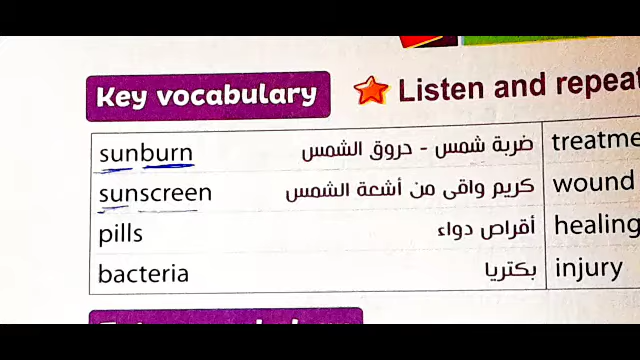 Key vocabulary
Listen and repeat
sunburn ضربة شمس - حروق الشمس
sunscreen كريم واقى من أشعة الشمس wound
pills أقراص دواء healing
bacteria بكتريا injury